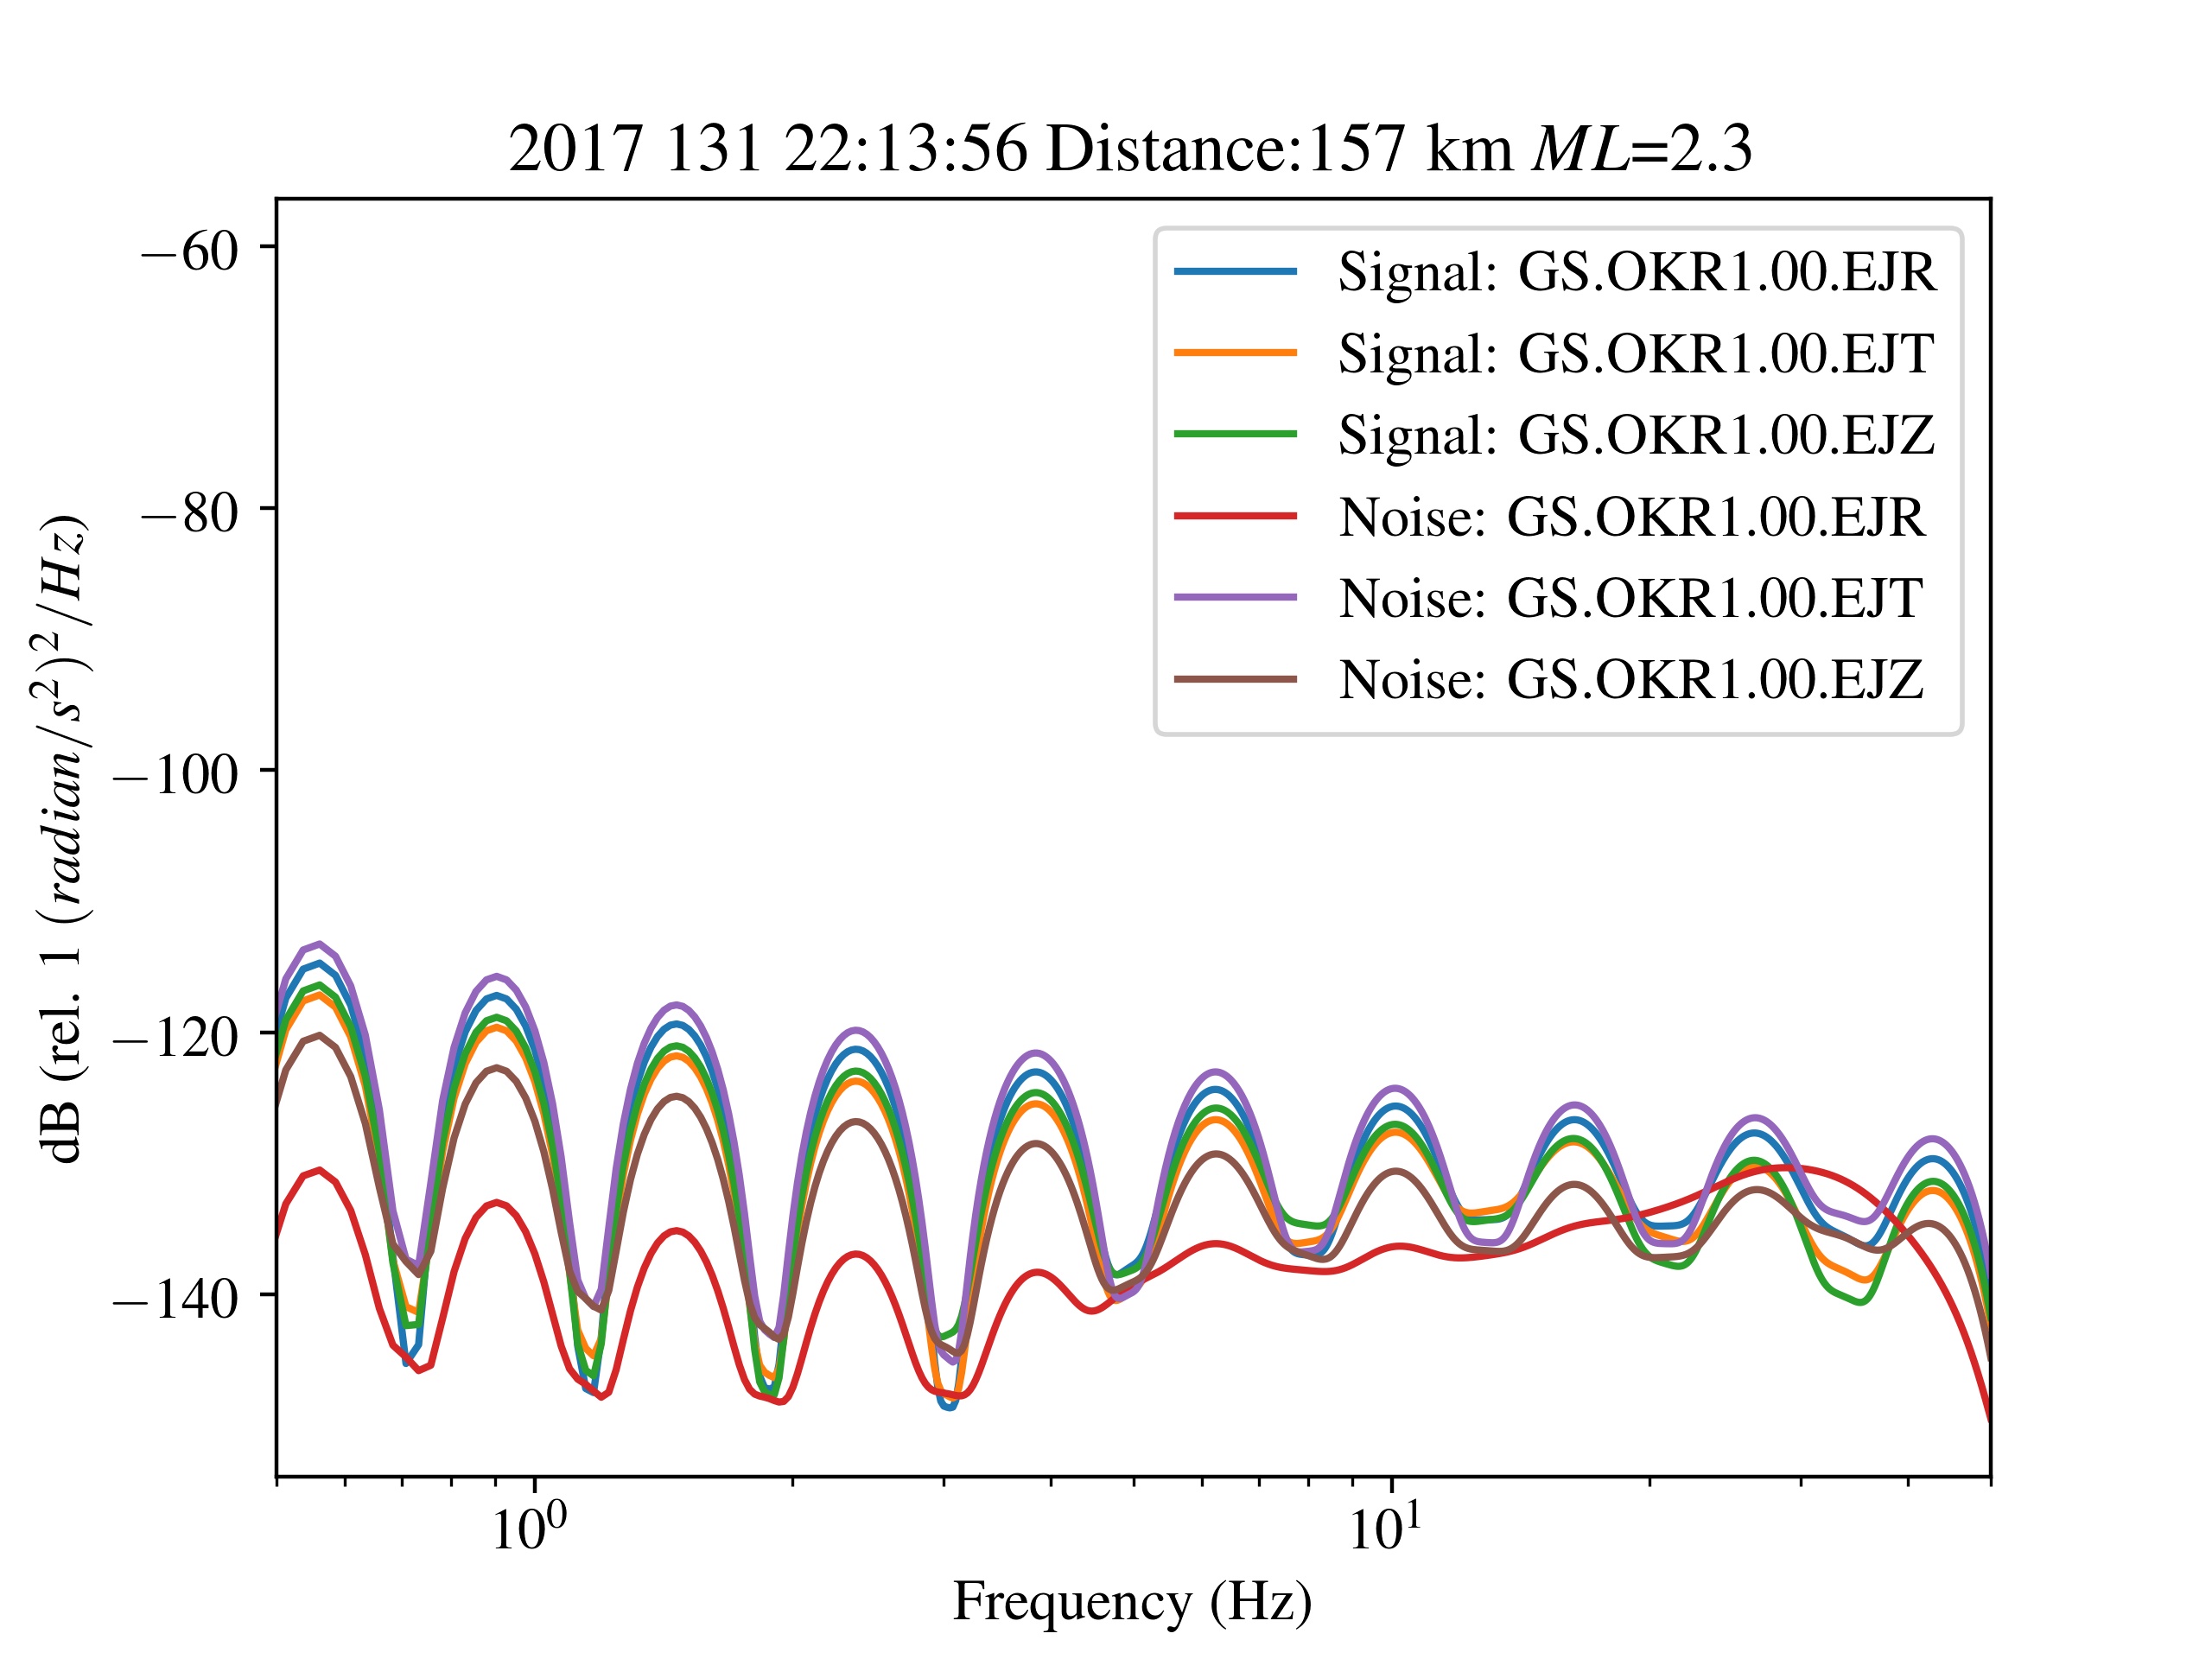 2017 131 22:13:56 Distance:157 km ML=2.3
Signal: GS.OKR1.00.EJR
Signal: GS.OKR1.00.EJT
Signal: GS.OKR1.00.EJZ
Noise: GS.OKR1.00.EJR
Noise: GS.OKR1.00.EJT
Noise: GS.OKR1.00.EJZ
dB (rel. 1 (radian/s²)²/Hz)
−60
−80
−100
−120
−140
10⁰
10¹
Frequency (Hz)